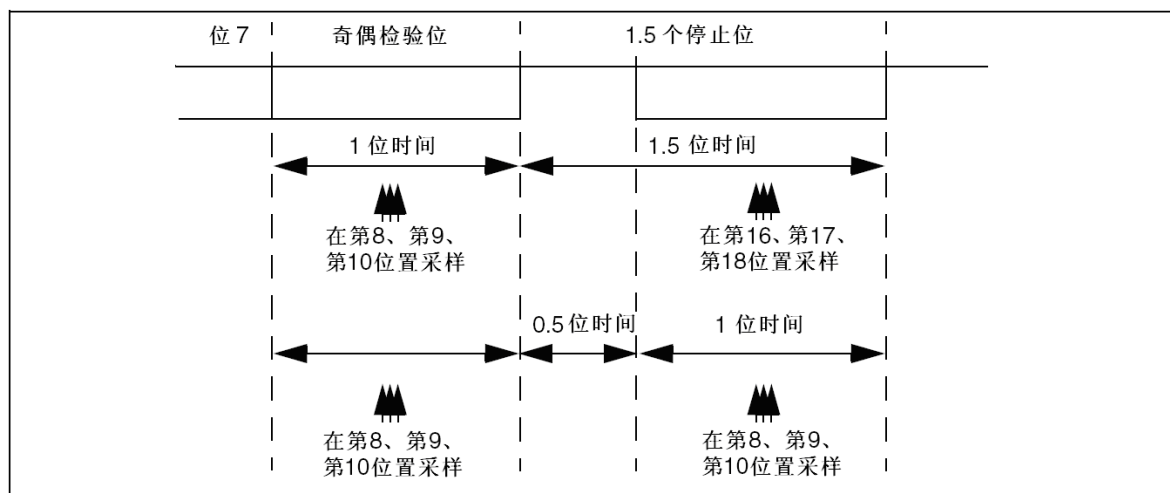 位 7
奇偶检验位
1.5 个停止位
1 位时间
1.5 位时间
在第8、第9、
第10位置采样
在第16、第17、
第18位置采样
0.5 位时间
1 位时间
在第8、第9、
第10位置采样
在第8、第9、
第10位置采样